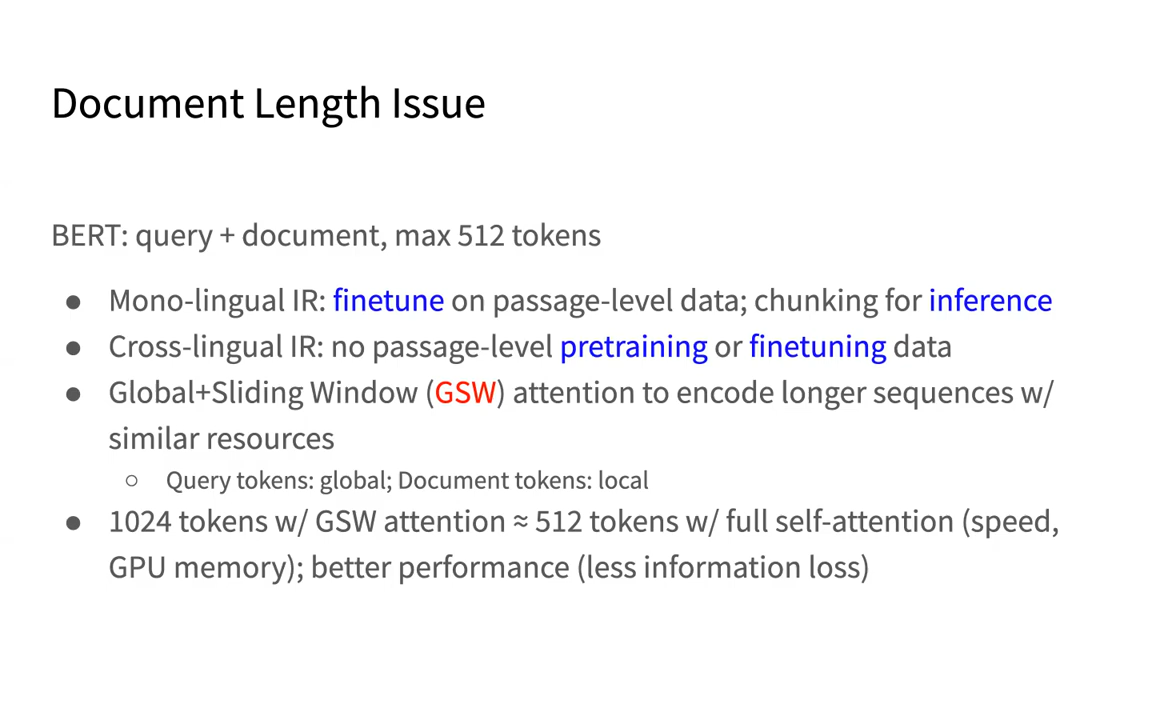 Document Length Issue
BERT: query + document, max 512 tokens
● Mono-lingual IR: finetune on passage-level data; chunking for inference
● Cross-lingual IR: no passage-level pretraining or finetuning data
● Global+Sliding Window (GSW) attention to encode longer sequences w/
similar resources
○ Query tokens: global; Document tokens: local
● 1024 tokens w/ GSW attention ≈ 512 tokens w/ full self-attention (speed,
GPU memory); better performance (less information loss)